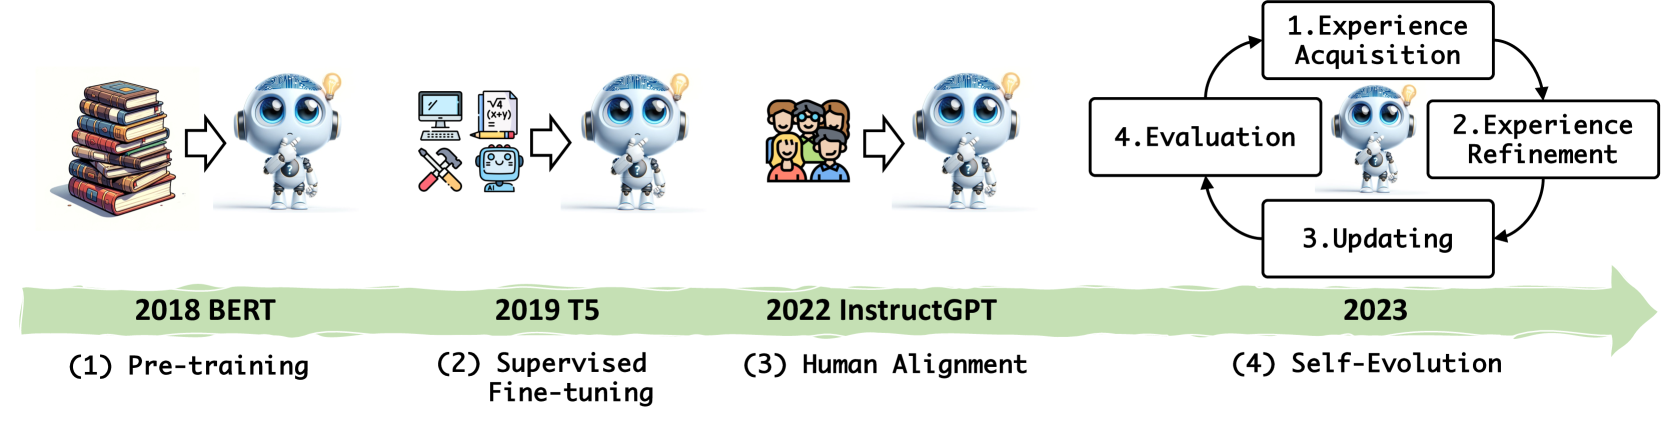 1.Experience
Acquisition
2.Experience
Refinement
3.Updating
4.Evaluation
√4
(x+y)
=
AI
?
?
?
?
2018 BERT
2019 T5
2022 InstructGPT
2023
(1) Pre-training
(2) Supervised
Fine-tuning
(3) Human Alignment
(4) Self-Evolution